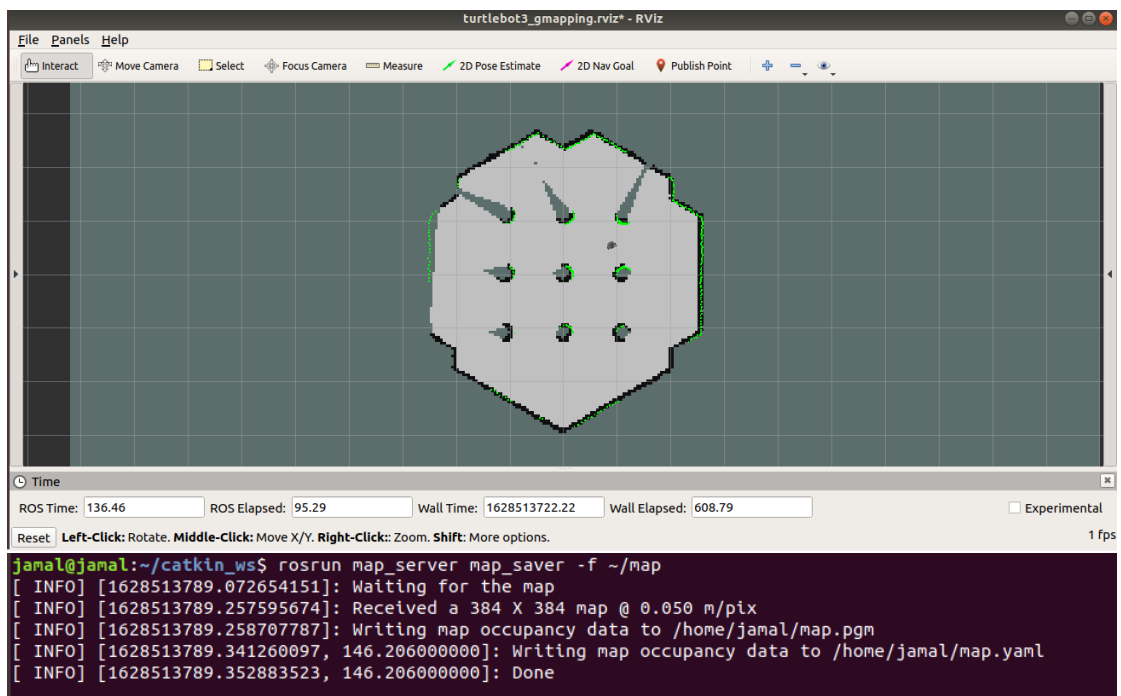 turtlebot3_gmapping.rviz* - RViz
File Panels Help
Interact Move Camera Select Focus Camera Measure 2D Pose Estimate 2D Nav Goal Publish Point
Time
ROS Time: 136.46 ROS Elapsed: 95.29 Wall Time: 1628513722.22 Wall Elapsed: 608.79 Experimental
Reset Left-Click: Rotate. Middle-Click: Move X/Y. Right-Click:: Zoom. Shift: More options. 1 fps
jamal@jamal:~/catkin_ws$ rosrun map_server map_saver -f ~/map
[ INFO] [1628513789.072654151]: Waiting for the map
[ INFO] [1628513789.257595674]: Received a 384 X 384 map @ 0.050 m/pix
[ INFO] [1628513789.258707787]: Writing map occupancy data to /home/jamal/map.pgm
[ INFO] [1628513789.341260097, 146.206000000]: Writing map occupancy data to /home/jamal/map.yaml
[ INFO] [1628513789.352883523, 146.206000000]: Done